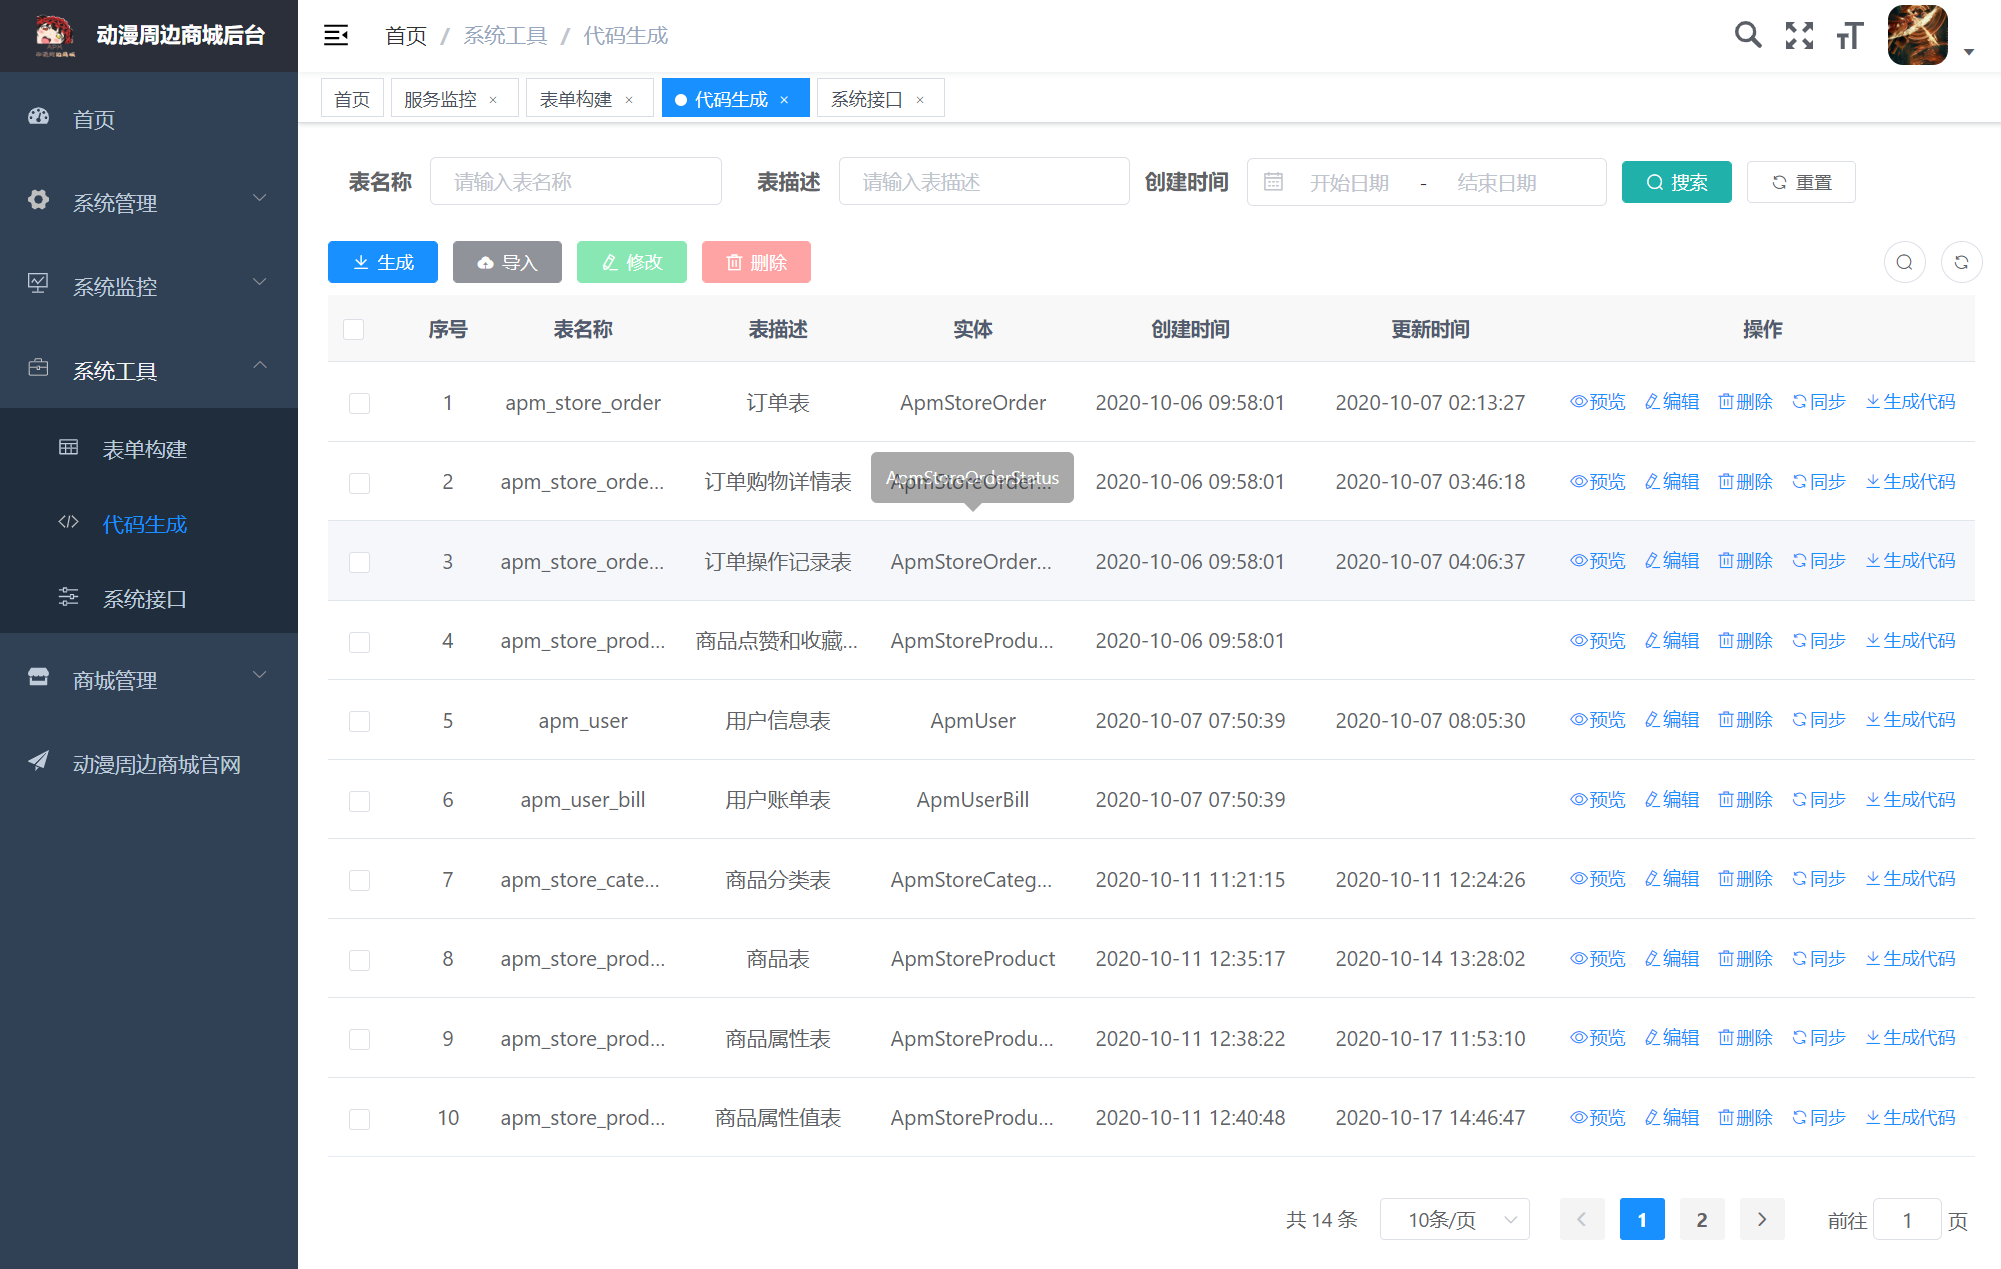 动漫周边商城后台
首页 / 系统工具 / 代码生成
首页
服务监控 ×
表单构建 ×
代码生成 ×
系统接口 ×
首页
系统管理
系统监控
系统工具
表单构建
代码生成
系统接口
商城管理
动漫周边商城官网
表名称 请输入表名称 表描述 请输入表描述 创建时间 开始日期 - 结束日期 搜索 重置
生成 导入 修改 删除
序号 表名称 表描述 实体 创建时间 更新时间 操作
1 apm_store_order 订单表 ApmStoreOrder 2020-10-06 09:58:01 2020-10-07 02:13:27 预览 编辑 删除 同步 生成代码
ApmStoreOrderStatus
2 apm_store_orde... 订单购物详情表 ApmStoreOrder... 2020-10-06 09:58:01 2020-10-07 03:46:18 预览 编辑 删除 同步 生成代码
3 apm_store_orde... 订单操作记录表 ApmStoreOrder... 2020-10-06 09:58:01 2020-10-07 04:06:37 预览 编辑 删除 同步 生成代码
4 apm_store_prod... 商品点赞和收藏... ApmStoreProdu... 2020-10-06 09:58:01 预览 编辑 删除 同步 生成代码
5 apm_user 用户信息表 ApmUser 2020-10-07 07:50:39 2020-10-07 08:05:30 预览 编辑 删除 同步 生成代码
6 apm_user_bill 用户账单表 ApmUserBill 2020-10-07 07:50:39 预览 编辑 删除 同步 生成代码
7 apm_store_cate... 商品分类表 ApmStoreCateg... 2020-10-11 11:21:15 2020-10-11 12:24:26 预览 编辑 删除 同步 生成代码
8 apm_store_prod... 商品表 ApmStoreProduct 2020-10-11 12:35:17 2020-10-14 13:28:02 预览 编辑 删除 同步 生成代码
9 apm_store_prod... 商品属性表 ApmStoreProdu... 2020-10-11 12:38:22 2020-10-17 11:53:10 预览 编辑 删除 同步 生成代码
10 apm_store_prod... 商品属性值表 ApmStoreProdu... 2020-10-11 12:40:48 2020-10-17 14:46:47 预览 编辑 删除 同步 生成代码
共 14 条 10条/页 1 2 前往 1 页